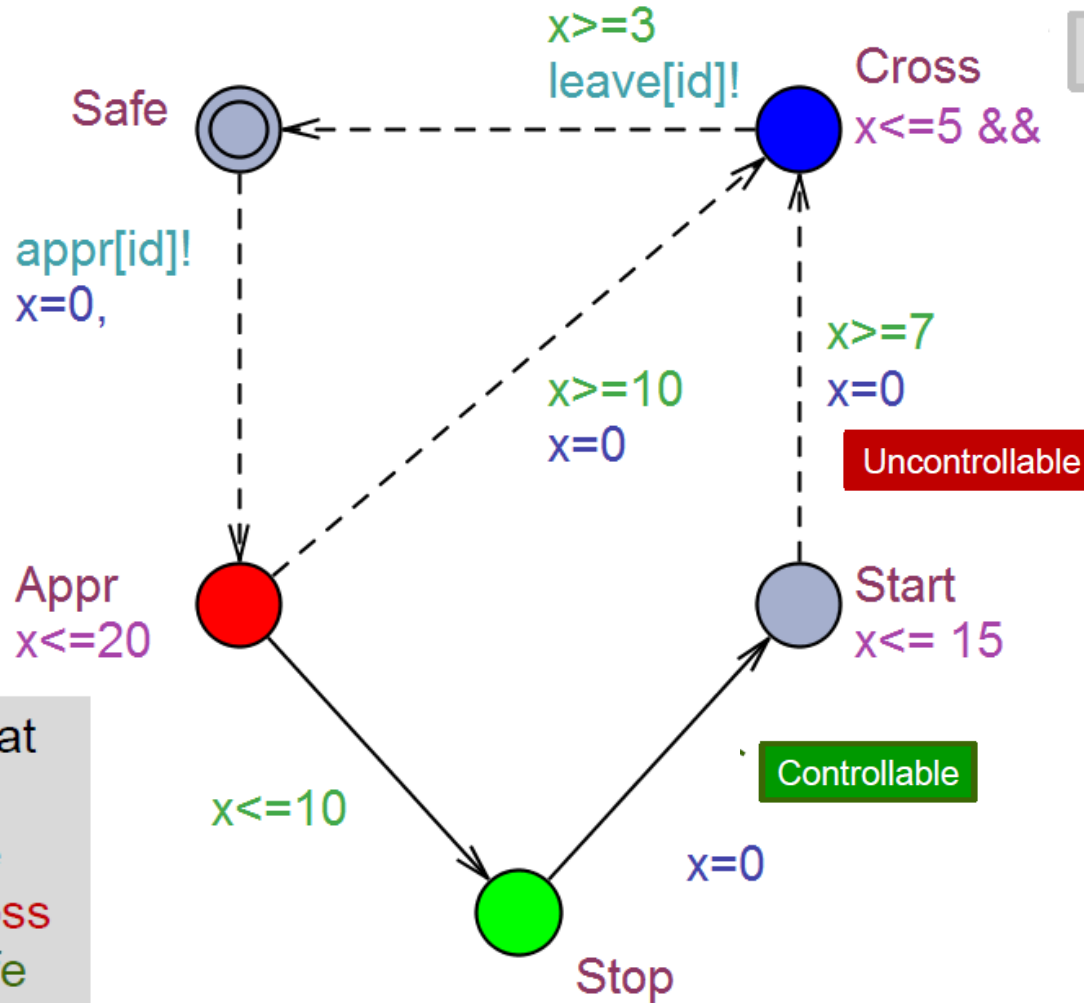 x>=3
leave[id]!
Safe
Cross
x<=5 &&
appr[id]!
x=0,
x>=10
x=0
x>=7
x=0
Uncontrollable
Appr
x<=20
Start
x<= 15
at
Controllable
x<=10
x=0
Stop